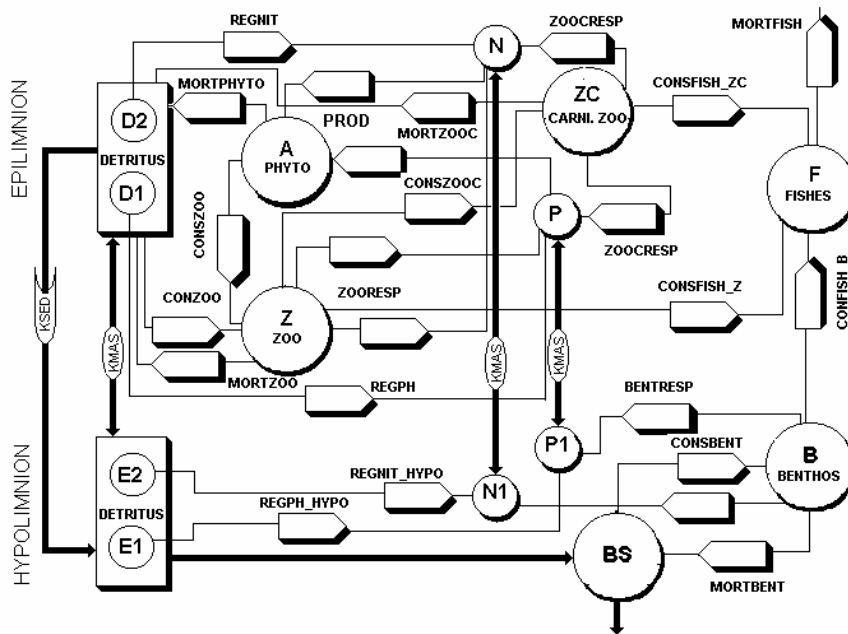 REGNIT
N
ZOOCRESP
MORTFISH
EPILIMNION
D2
DETRITUS
D1
MORTPHYTO
PROD
A
PHYTO
MORTZOOC
ZC
CARNI. ZOO
CONSFISH_ZC
F
FISHES
CONSZOO
CONSZOOC
P
ZOOCRESP
KSED
KMAS
CONZOO
Z
ZOO
ZOORESP
KMAS
KMAS
CONSFISH_Z
CONFISH_B
MORTZOO
REGPH
BENTRESP
HYPOLIMNION
E2
DETRITUS
E1
REGNIT_HYPO
REGPH_HYPO
P1
N1
CONSBENT
B
BENTHOS
BS
MORTBENT